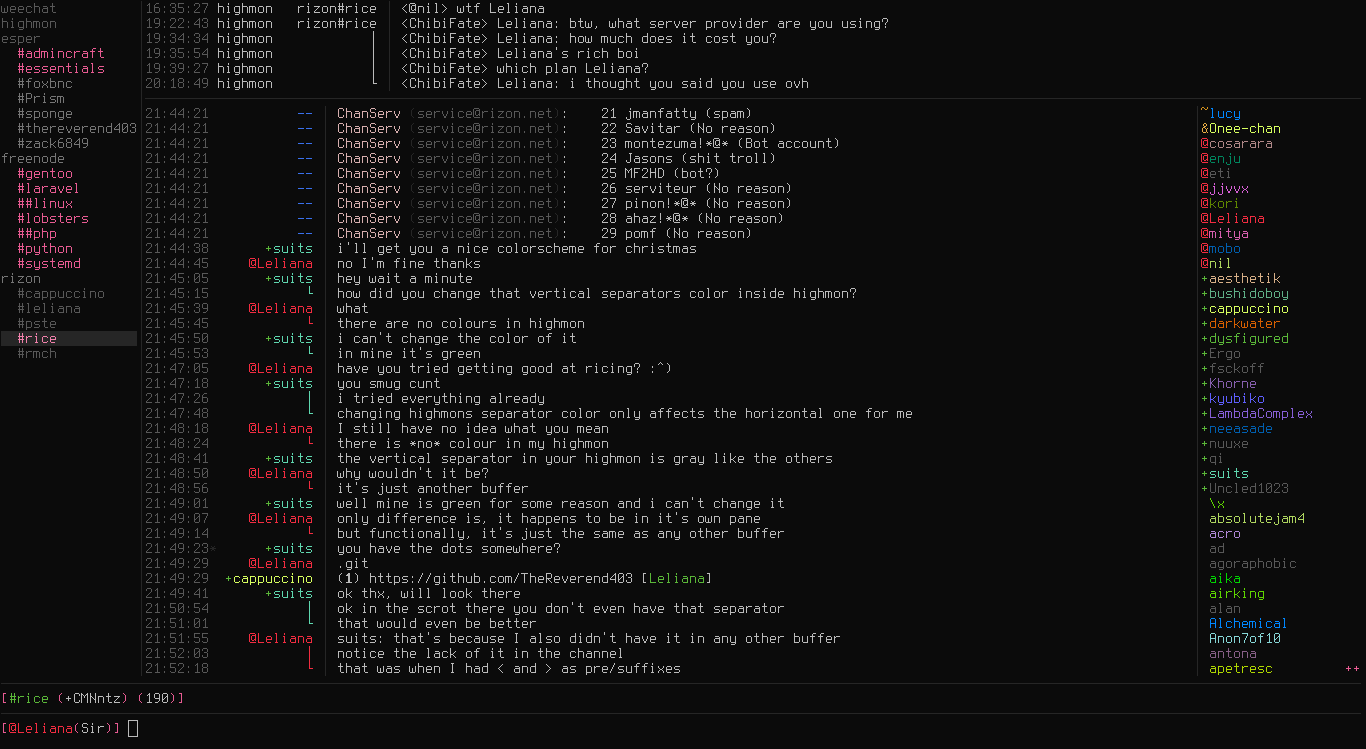 weechat
highmon
esper
#admincraft
#essentials
#foxbnc
#Prism
#sponge
#thereverend403
#zack6849
freenode
#gentoo
#laravel
##linux
#lobsters
##php
#python
#systemd
rizon
#cappuccino
#leliana
#pste
#rice
#rmch
16:35:27 highmon rizon#rice <@nil> wtf Leliana
19:22:43 highmon rizon#rice <ChibiFate> Leliana: btw, what server provider are you using?
19:34:34 highmon <ChibiFate> Leliana: how much does it cost you?
19:35:54 highmon <ChibiFate> Leliana's rich boi
19:39:27 highmon <ChibiFate> which plan Leliana?
20:18:49 highmon <ChibiFate> Leliana: i thought you said you use ovh
21:44:21 -- ChanServ (service@rizon.net): 21 jmanfatty (spam)
21:44:21 -- ChanServ (service@rizon.net): 22 Savitar (No reason)
21:44:21 -- ChanServ (service@rizon.net): 23 montezuma!*@* (Bot account)
21:44:21 -- ChanServ (service@rizon.net): 24 Jasons (shit troll)
21:44:21 -- ChanServ (service@rizon.net): 25 MF2HD (bot?)
21:44:21 -- ChanServ (service@rizon.net): 26 serviteur (No reason)
21:44:21 -- ChanServ (service@rizon.net): 27 pinon!*@* (No reason)
21:44:21 -- ChanServ (service@rizon.net): 28 ahaz!*@* (No reason)
21:44:21 -- ChanServ (service@rizon.net): 29 pomf (No reason)
21:44:38 +suits i'll get you a nice colorscheme for christmas
21:44:45 @Leliana no I'm fine thanks
21:45:05 +suits hey wait a minute
21:45:15 how did you change that vertical separators color inside highmon?
21:45:39 @Leliana what
21:45:45 there are no colours in highmon
21:45:50 +suits i can't change the color of it
21:45:53 in mine it's green
21:47:05 @Leliana have you tried getting good at ricing? :^)
21:47:18 +suits you smug cunt
21:47:26 i tried everything already
21:47:48 changing highmons separator color only affects the horizontal one for me
21:48:18 @Leliana I still have no idea what you mean
21:48:24 there is *no* colour in my highmon
21:48:41 +suits the vertical separator in your highmon is gray like the others
21:48:50 @Leliana why wouldn't it be?
21:48:56 it's just another buffer
21:49:01 +suits well mine is green for some reason and i can't change it
21:49:07 @Leliana only difference is, it happens to be in it's own pane
21:49:14 but functionally, it's just the same as any other buffer
21:49:23* +suits you have the dots somewhere?
21:49:29 @Leliana .git
21:49:29 +cappuccino (1) https://github.com/TheReverend403 [Leliana]
21:49:41 +suits ok thx, will look there
21:50:54 ok in the scrot there you don't even have that separator
21:51:01 that would even be better
21:51:55 @Leliana suits: that's because I also didn't have it in any other buffer
21:52:03 notice the lack of it in the channel
21:52:18 that was when I had < and > as pre/suffixes
~lucy
&Onee-chan
@cosarara
@enju
@eti
@jjvvx
@kori
@Leliana
@mitya
@mobo
@nil
+aesthetik
+bushidoboy
+cappuccino
+darkwater
+dysfigured
+Ergo
+fsckoff
+Khorne
+kyubiko
+LambdaComplex
+neeasade
+nuuxe
+qi
+suits
+Uncled1023
\x
absolutejam4
acro
ad
agoraphobic
aika
airking
alan
Alchemical
Anon7of10
antona
apetresc ++
[#rice (+CMNntz) (190)]
[@Leliana(Sir)]